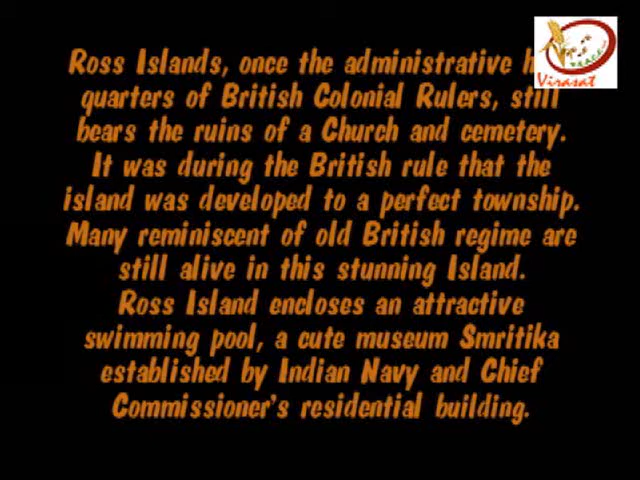 Ross Islands, once the administrative
quarters of British Colonial Rulers, still
bears the ruins of a Church and cemetery.
It was during the British rule that the
island was developed to a perfect township.
Many reminiscent of old British regime are
still alive in this stunning Island.
Ross Island encloses an attractive
swimming pool, a cute museum Smritika
established by Indian Navy and Chief
Commissioner's residential building.
Virasat